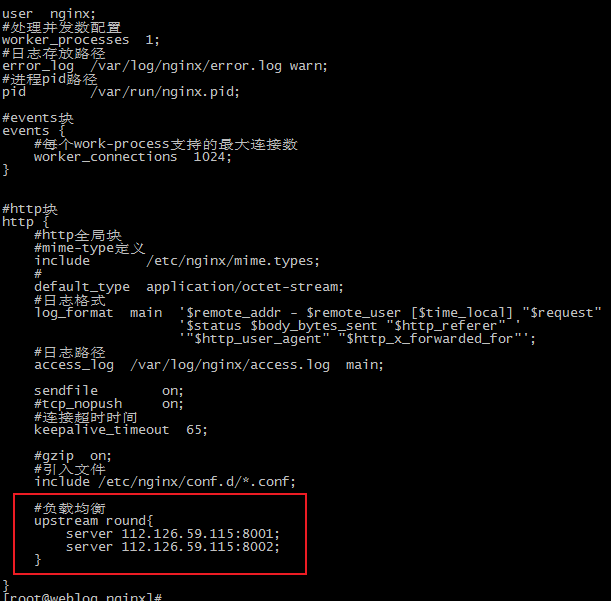 user  nginx;
#处理并发数配置
worker_processes  1;
#日志存放路径
error_log  /var/log/nginx/error.log warn;
#进程pid路径
pid        /var/run/nginx.pid;
#events块
events {
    #每个work-process支持的最大连接数
    worker_connections  1024;
}
#http块
http {
    #http全局块
    #mime-type定义
    include       /etc/nginx/mime.types;
    #
    default_type  application/octet-stream;
    #日志格式
    log_format  main  '$remote_addr - $remote_user [$time_local] "$request"
                      '$status $body_bytes_sent "$http_referer" '
                      '"$http_user_agent" "$http_x_forwarded_for"';
    #日志路径
    access_log  /var/log/nginx/access.log  main;
    sendfile        on;
    #tcp_nopush     on;
    #连接超时时间
    keepalive_timeout  65;
    #gzip  on;
    #引入文件
    include /etc/nginx/conf.d/*.conf;
    #负载均衡
    upstream round{
        server 112.126.59.115:8001;
        server 112.126.59.115:8002;
    }
}
[root@weblog nginx]#